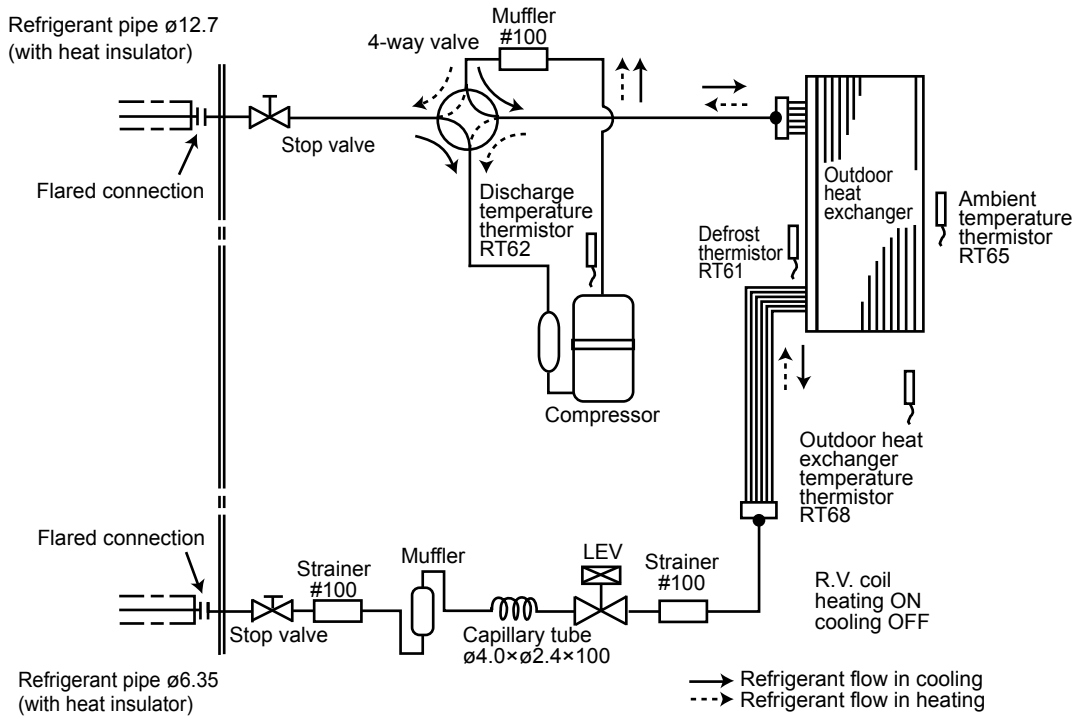 Refrigerant pipe ø12.7
(with heat insulator)
Muffler
#100
4-way valve
Stop valve
Flared connection
Discharge
temperature
thermistor
RT62
Outdoor
heat
exchanger
Ambient
temperature
thermistor
RT65
Defrost
thermistor
RT61
Compressor
Outdoor heat
exchanger
temperature
thermistor
RT68
Flared connection
Strainer
#100
Muffler
LEV
Strainer
#100
R.V. coil
heating ON
cooling OFF
Stop valve
Capillary tube
ø4.0×ø2.4×100
Refrigerant pipe ø6.35
(with heat insulator)
Refrigerant flow in cooling
Refrigerant flow in heating